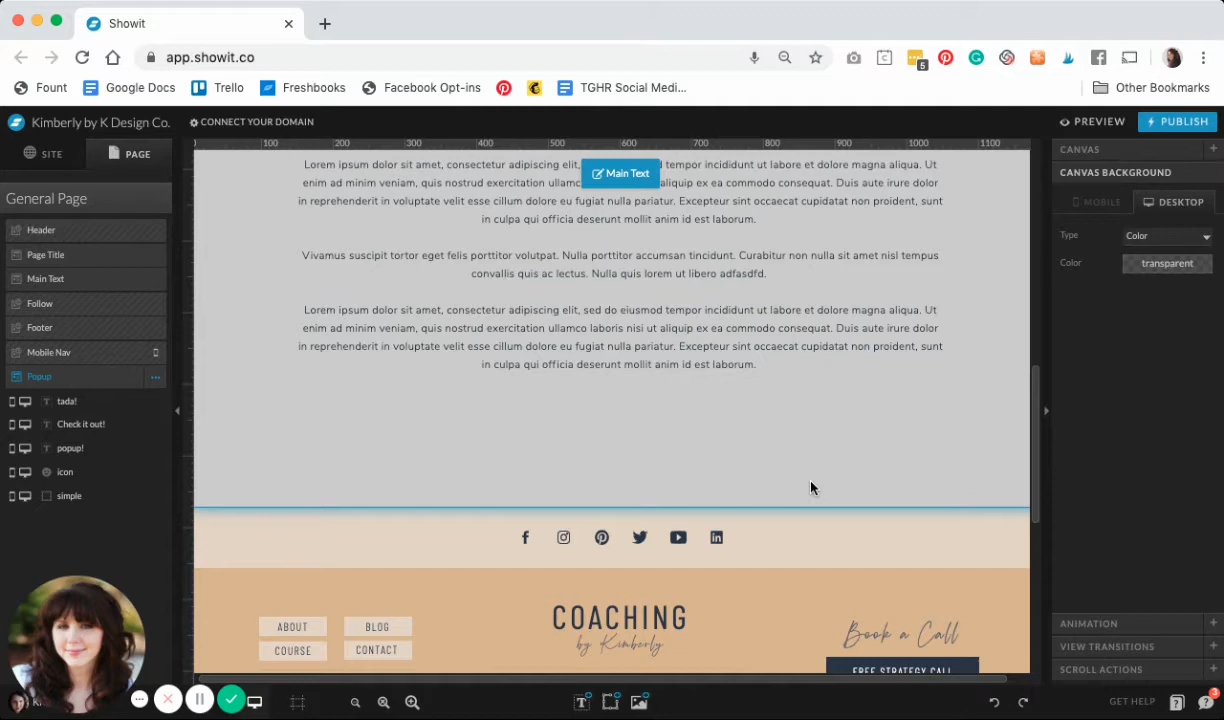 Showit
app.showit.co
5
Fount
Google Docs
Trello
Freshbooks
Facebook Opt-ins
TGHR Social Medi...
Other Bookmarks
Kimberly by K Design Co.
CONNECT YOUR DOMAIN
PREVIEW
PUBLISH
SITE
PAGE
100 200 300 400 500 600 700 800 900 1000 1100
CANVAS
CANVAS BACKGROUND
MOBILE
DESKTOP
Type
Color
Color
transparent
General Page
Header
Page Title
Main Text
Follow
Footer
Mobile Nav
Popup
tada!
Check it out!
popup!
icon
simple
Lorem ipsum dolor sit amet, consectetur adipiscing elit, tempor incididunt ut labore et dolore magna aliqua. Ut
Main Text
enim ad minim veniam, quis nostrud exercitation ullamc ut aliquip ex ea commodo consequat. Duis aute irure dolor
in reprehenderit in voluptate velit esse cillum dolore eu fugiat nulla pariatur. Excepteur sint occaecat cupidatat non proident, sunt
in culpa qui officia deserunt mollit anim id est laborum.
Vivamus suscipit tortor eget felis porttitor volutpat. Nulla porttitor accumsan tincidunt. Curabitur non nulla sit amet nisl tempus
convallis quis ac lectus. Nulla quis lorem ut libero adfasdfd.
Lorem ipsum dolor sit amet, consectetur adipiscing elit, sed do eiusmod tempor incididunt ut labore et dolore magna aliqua. Ut
enim ad minim veniam, quis nostrud exercitation ullamco laboris nisi ut aliquip ex ea commodo consequat. Duis aute irure dolor
in reprehenderit in voluptate velit esse cillum dolore eu fugiat nulla pariatur. Excepteur sint occaecat cupidatat non proident, sunt
in culpa qui officia deserunt mollit anim id est laborum.
ABOUT
BLOG
COURSE
CONTACT
COACHING
by Kimberly
Book a Call
FREE STRATEGY CALL
ANIMATION
VIEW TRANSITIONS
SCROLL ACTIONS
GET HELP
3